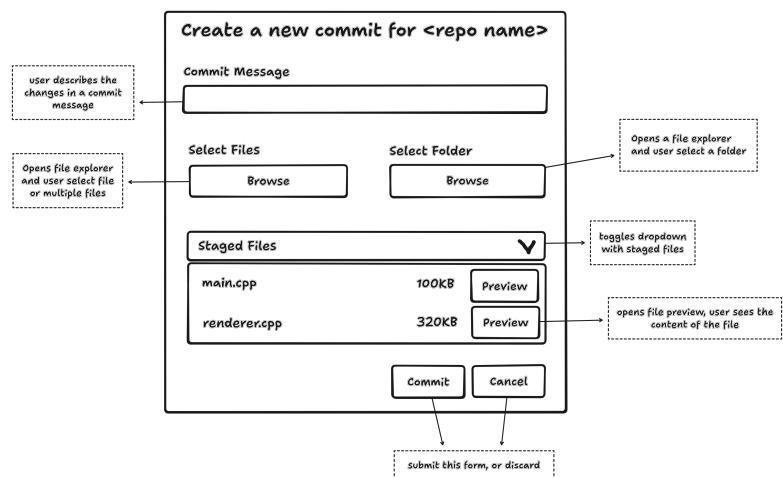 Create a new commit for <repo name>
Commit Message
user describes the
changes in a commit
message
Select Files
Select Folder
Browse
Browse
Opens file explorer
and user select file
or multiple files
Opens a file explorer
and user select a folder
Staged Files
toggles dropdown
with staged files
main.cpp 100KB Preview
renderer.cpp 320KB Preview
opens file preview, user sees the
content of the file
Commit
Cancel
submit this form, or discard